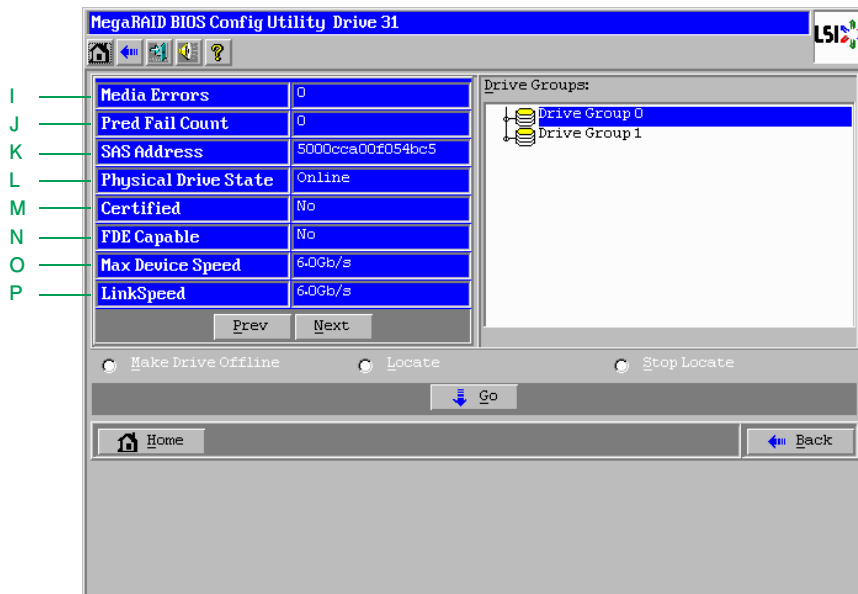 MegaRAID BIOS Config Utility Drive 31
LSI
Drive Groups:
Drive Group 0
Drive Group 1
I Media Errors 0
J Pred Fail Count 0
K SAS Address 5000cca00f054bc5
L Physical Drive State Online
M Certified No
N FDE Capable No
O Max Device Speed 6.0Gb/s
P LinkSpeed 6.0Gb/s
Prev Next
Make Drive Offline Locate Stop Locate
Go
Home Back